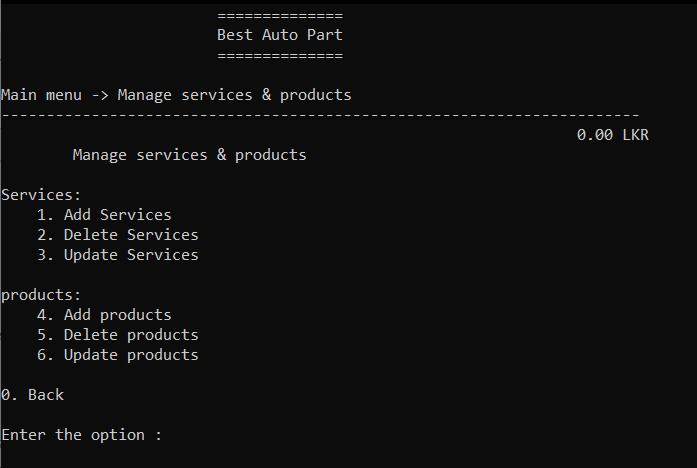 ==============
Best Auto Part
==============
Main menu -> Manage services & products
-----------------------------------------------------------------------
0.00 LKR
Manage services & products
Services:
1. Add Services
2. Delete Services
3. Update Services
products:
4. Add products
5. Delete products
6. Update products
0. Back
Enter the option :